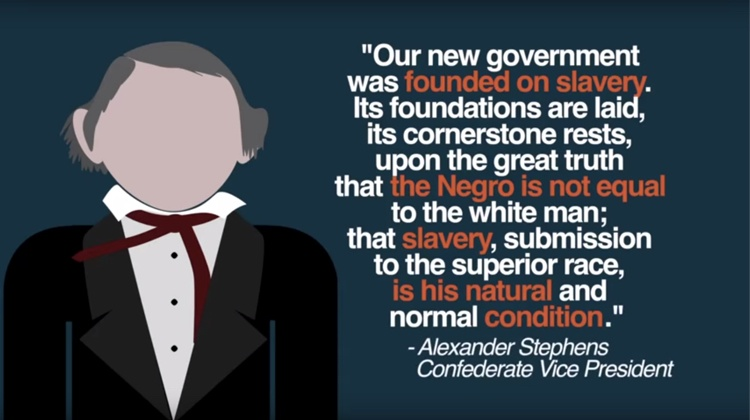 "Our new government
was founded on slavery.
Its foundations are laid,
its cornerstone rests,
upon the great truth
that the Negro is not equal
to the white man;
that slavery, submission
to the superior race,
is his natural and
normal condition."
- Alexander Stephens
Confederate Vice President